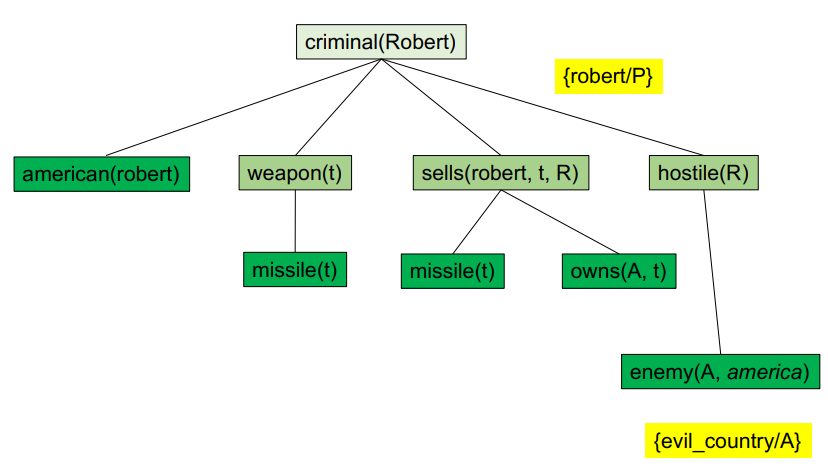 criminal(Robert)
{robert/P}
american(robert)
weapon(t)
sells(robert, t, R)
hostile(R)
missile(t)
missile(t)
owns(A, t)
enemy(A, america)
{evil_country/A}